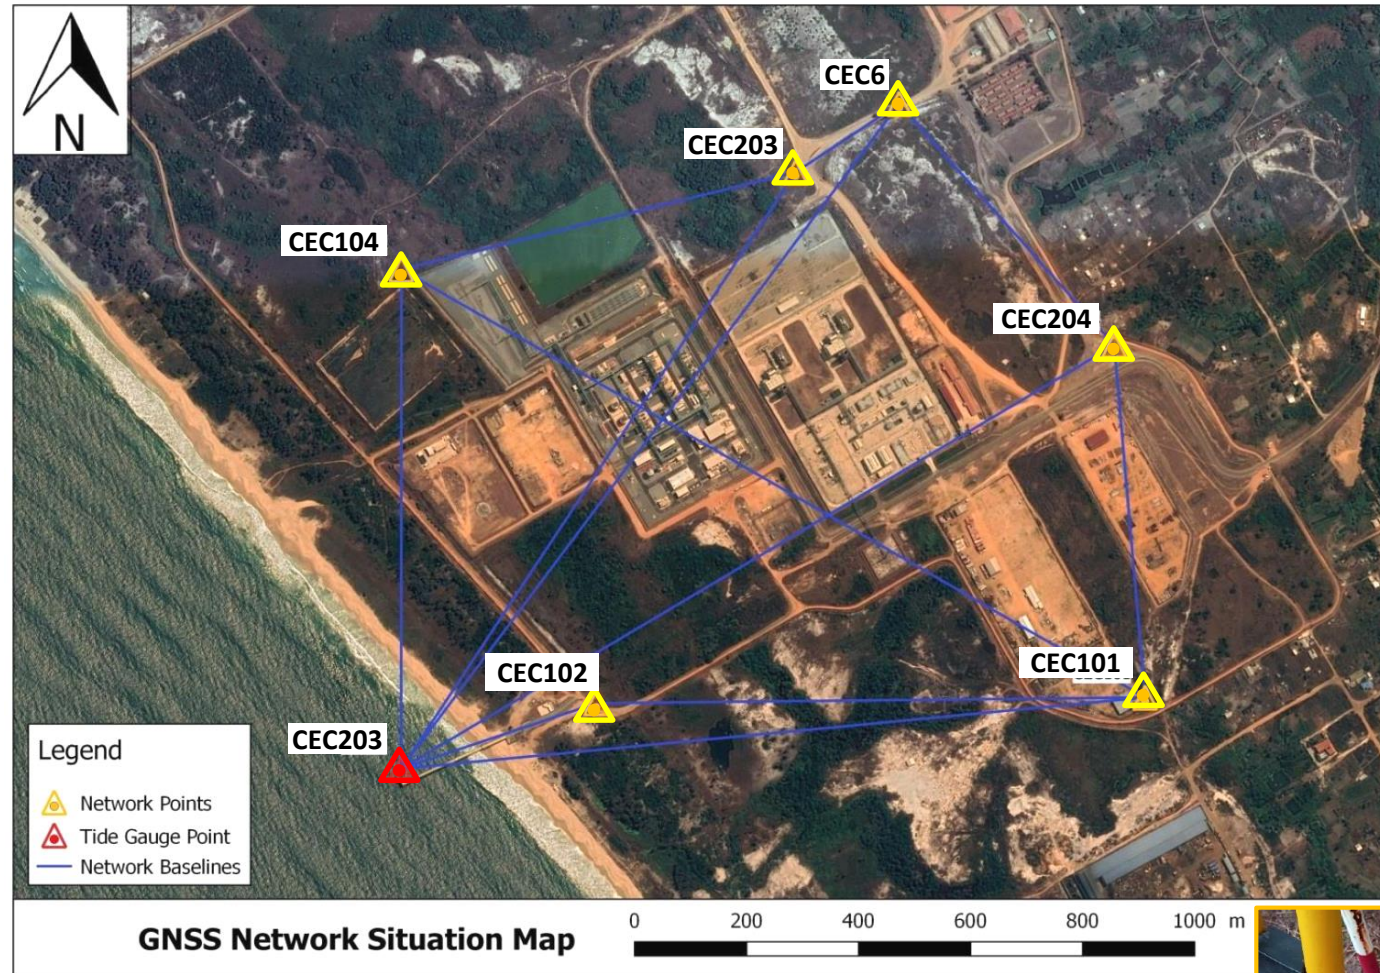 N
CEC6
CEC203
CEC104
CEC204
CEC101
CEC102
CEC203
Legend
Network Points
Tide Gauge Point
Network Baselines
GNSS Network Situation Map
0 200 400 600 800 1000 m